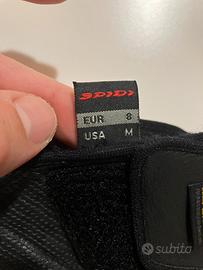 SPIDI
EUR 8
USA M
subito